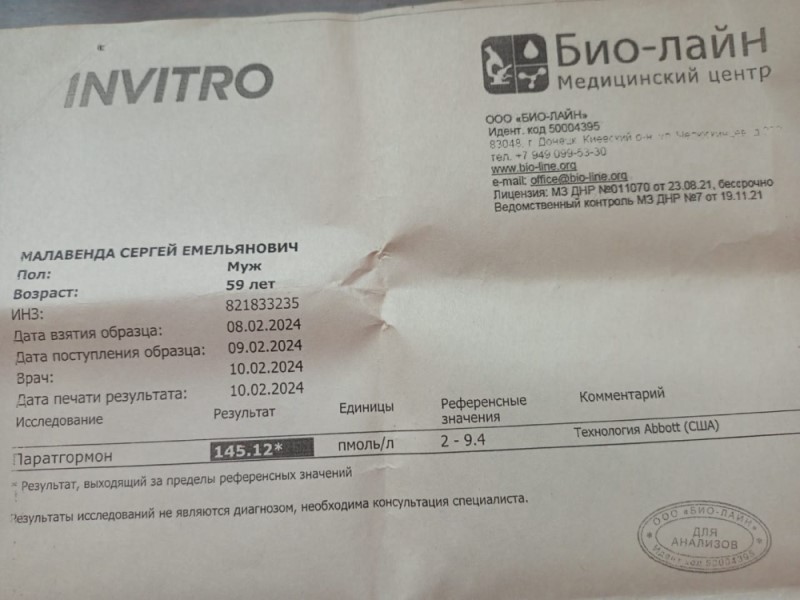 INVITRO
Био-лайн
Медицинский центр
ООО «БИО-ЛАЙН»
Идент. код 50004395
83048, г. Донецк, Киевский р-н,
тел. +7 949 099-53-30
www.bio-line.org
e-mail: office@bio-line.org
Лицензия: МЗ ДНР №011070 от 23.08.21, бессрочно
Ведомственный контроль МЗ ДНР №7 от 19.11.21
МАЛАВЕНДА СЕРГЕЙ ЕМЕЛЬЯНОВИЧ
Пол: Муж
Возраст: 59 лет
ИНЗ: 821833235
Дата взятия образца: 08.02.2024
Дата поступления образца: 09.02.2024
Врач: 10.02.2024
Дата печати результата: 10.02.2024
Исследование Результат Единицы Референсные значения Комментарий
Паратгормон 145.12* пмоль/л 2 - 9.4 Технология Abbott (США)
* Результат, выходящий за пределы референсных значений
Результаты исследований не являются диагнозом, необходима консультация специалиста.
ООО «БИО-ЛАЙН»
ДЛЯ
АНАЛИЗОВ
Идент. код 50004395